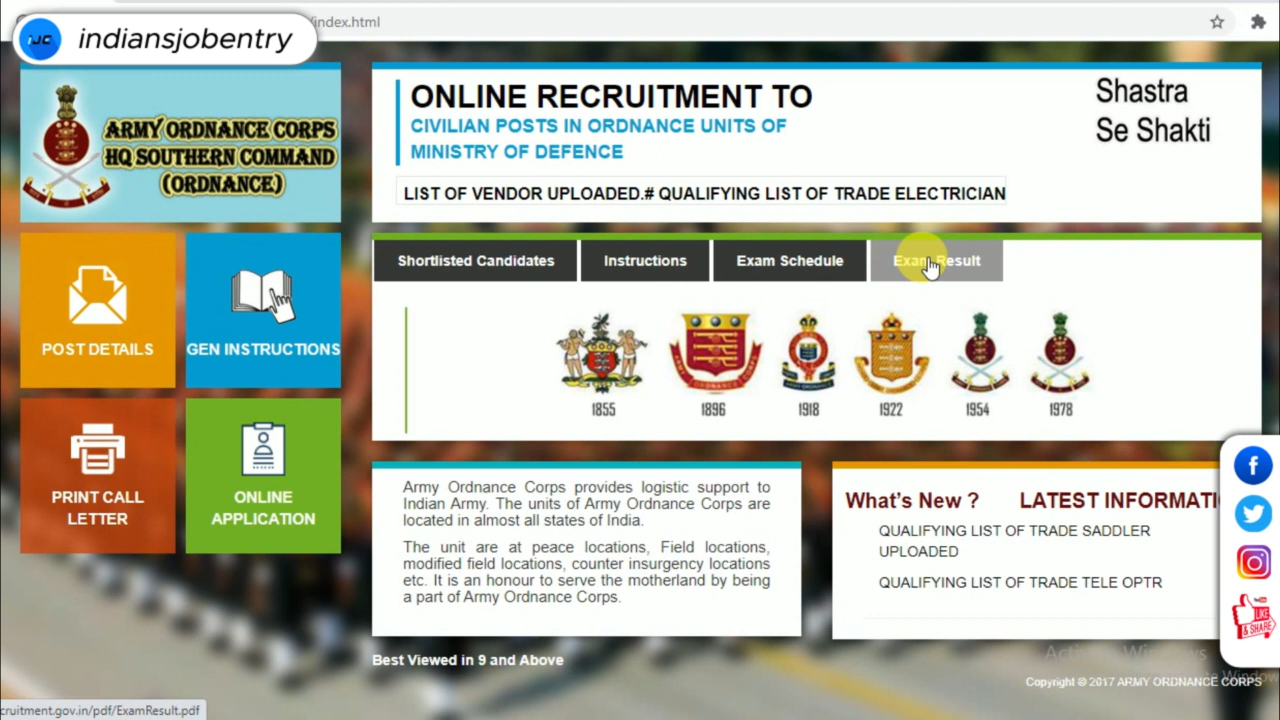 /index.html
IJC indiansjobentry
ARMY ORDNANCE CORPS
HQ SOUTHERN COMMAND
(ORDNANCE)
ONLINE RECRUITMENT TO
CIVILIAN POSTS IN ORDNANCE UNITS OF
MINISTRY OF DEFENCE
Shastra
Se Shakti
LIST OF VENDOR UPLOADED.# QUALIFYING LIST OF TRADE ELECTRICIAN
POST DETAILS
GEN INSTRUCTIONS
PRINT CALL
LETTER
ONLINE
APPLICATION
Shortlisted Candidates Instructions Exam Schedule Exam Result
1855 1896 1918 1922 1954 1978
Army Ordnance Corps provides logistic support to
Indian Army. The units of Army Ordnance Corps are
located in almost all states of India.
The unit are at peace locations, Field locations,
modified field locations, counter insurgency locations
etc. It is an honour to serve the motherland by being
a part of Army Ordnance Corps.
What's New ? LATEST INFORMATI
QUALIFYING LIST OF TRADE SADDLER
UPLOADED
QUALIFYING LIST OF TRADE TELE OPTR
LIKE
& SHARE
Best Viewed in 9 and Above
Copyright © 2017 ARMY ORDNANCE CORPS
cruitment.gov.in/pdf/ExamResult.pdf